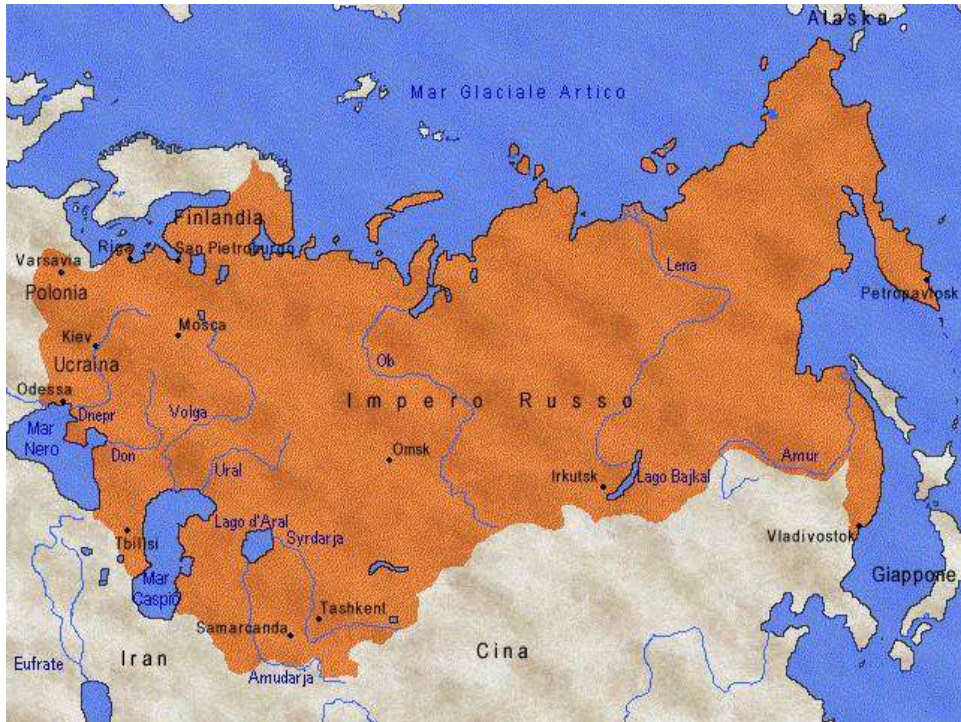 Alaska
Mar Glaciale Artico
Finlandia
Riga
San Pietroburgo
Varsavia
Lena
Polonia
Petropavlosk
Mosca
Kiev
Ob
Ucraina
Odessa
Impero Russo
Dnepr
Volga
Mar
Nero
Don
Omsk
Amur
Ural
Irkutsk
Lago Bajkal
Lago d'Aral
Syrdarja
Tbilisi
Vladivostok
Mar
Caspio
Giappone
Tashkent
Samarcanda
Cina
Iran
Eufrate
Amudarja